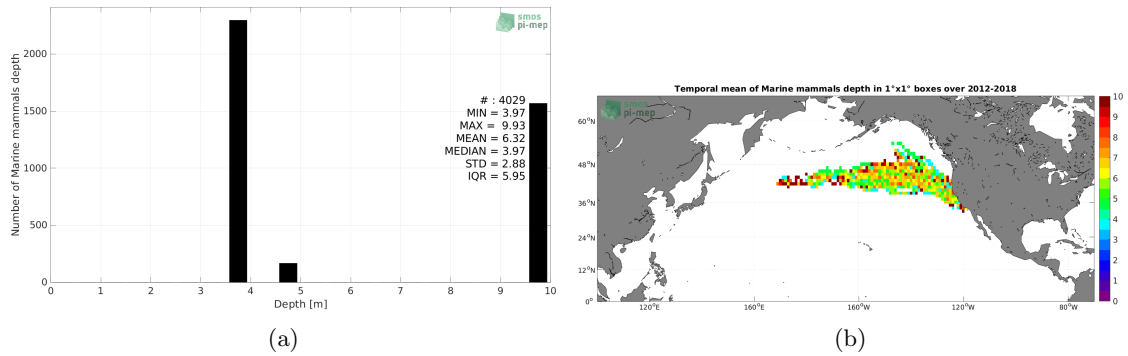 smos
pi-mep
Number of Marine mammals depth
2000
1500
1000
500
0
# : 4029
MIN = 3.97
MAX = 9.93
MEAN = 6.32
MEDIAN = 3.97
STD = 2.88
IQR = 5.95
0 1 2 3 4 5 6 7 8 9 10
Depth [m]
(a)
Temporal mean of Marine mammals depth in 1°x1° boxes over 2012-2018
smos
pi-mep
60°N
48°N
36°N
24°N
12°N
0°
120°E 160°E 160°W 120°W 80°W
10
9
8
7
6
5
4
3
2
1
0
(b)